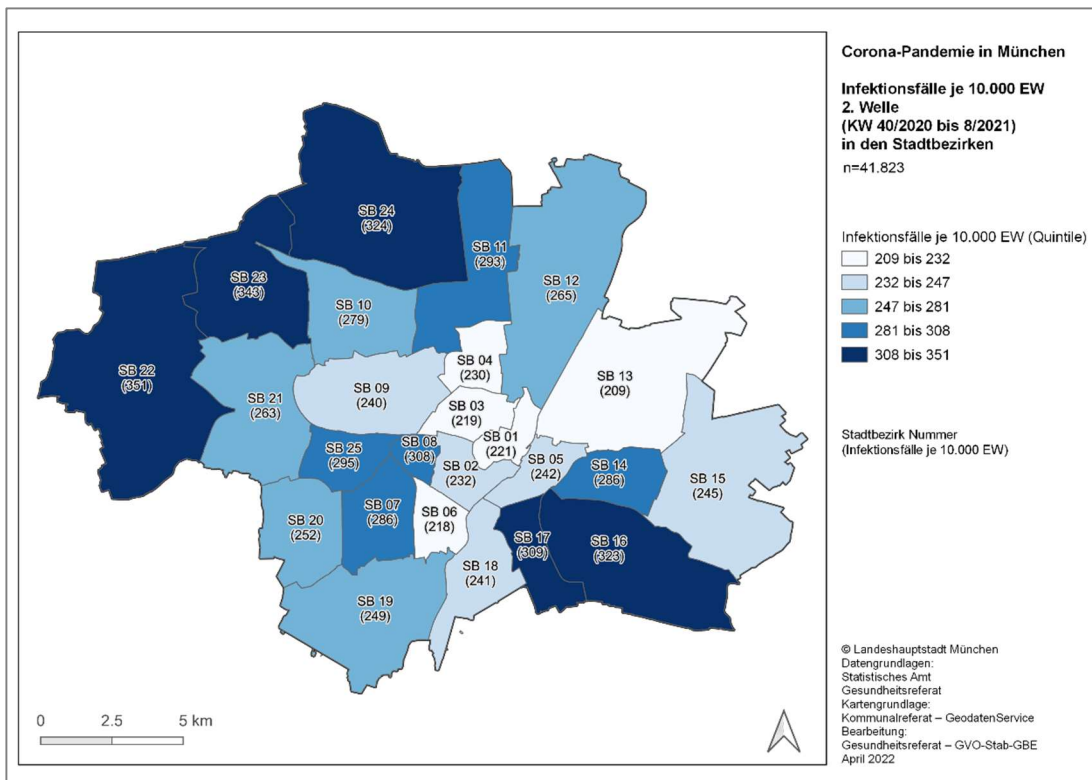 Corona-Pandemie in München
Infektionsfälle je 10.000 EW
2. Welle
(KW 40/2020 bis 8/2021)
in den Stadtbezirken
n=41.823
Infektionsfälle je 10.000 EW (Quintile)
209 bis 232
232 bis 247
247 bis 281
281 bis 308
308 bis 351
Stadtbezirk Nummer
(Infektionsfälle je 10.000 EW)
SB 24
(324)
SB 11
(293)
SB 23
(343)
SB 12
(265)
SB 10
(279)
SB 22
(351)
SB 04
(230)
SB 13
(209)
SB 09
(240)
SB 21
(263)
SB 03
(219)
SB 01
(221)
SB 08
(308)
SB 25
(295)
SB 02
(232)
SB 05
(242)
SB 14
(286)
SB 15
(245)
SB 07
(286)
SB 06
(218)
SB 20
(252)
SB 17
(309)
SB 16
(323)
SB 18
(241)
SB 19
(249)
0 2.5 5 km
© Landeshauptstadt München
Datengrundlagen:
Statistisches Amt
Gesundheitsreferat
Kartengrundlage:
Kommunalreferat – GeodatenService
Bearbeitung:
Gesundheitsreferat – GVO-Stab-GBE
April 2022